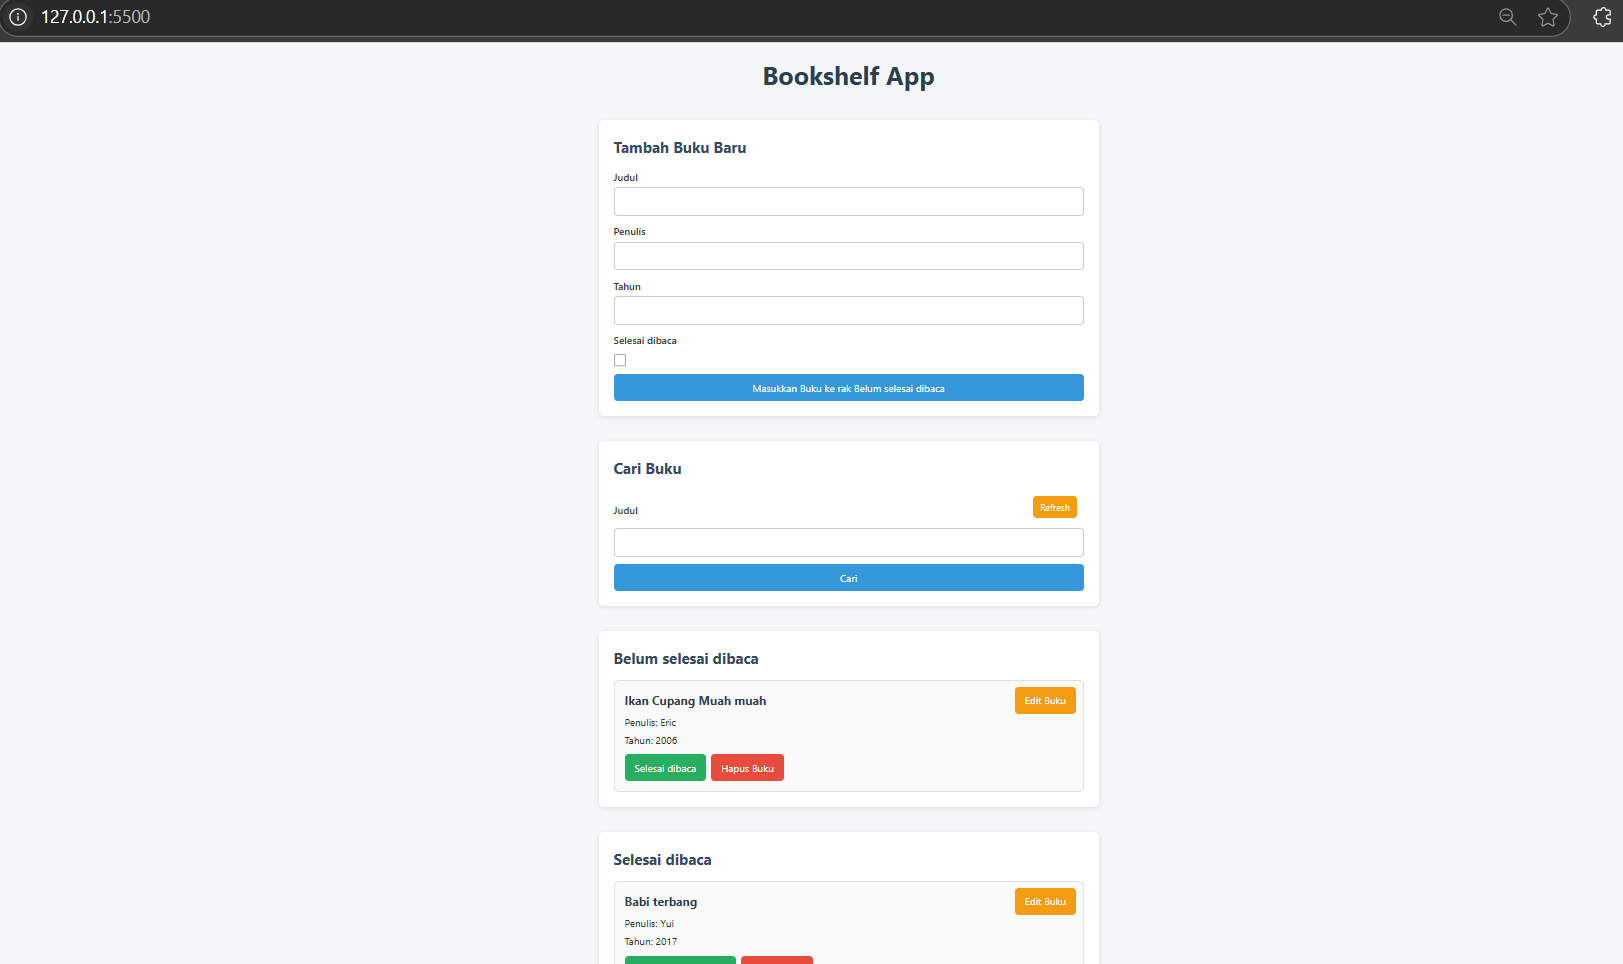 127.0.0.1:5500
Bookshelf App
Tambah Buku Baru
Judul
Penulis
Tahun
Selesai dibaca
Masukkan Buku ke rak Belum selesai dibaca
Cari Buku
Judul
Refresh
Cari
Belum selesai dibaca
Ikan Cupang Muah muah
Edit Buku
Penulis: Eric
Tahun: 2006
Selesai dibaca
Hapus Buku
Selesai dibaca
Babi terbang
Edit Buku
Penulis: Yui
Tahun: 2017